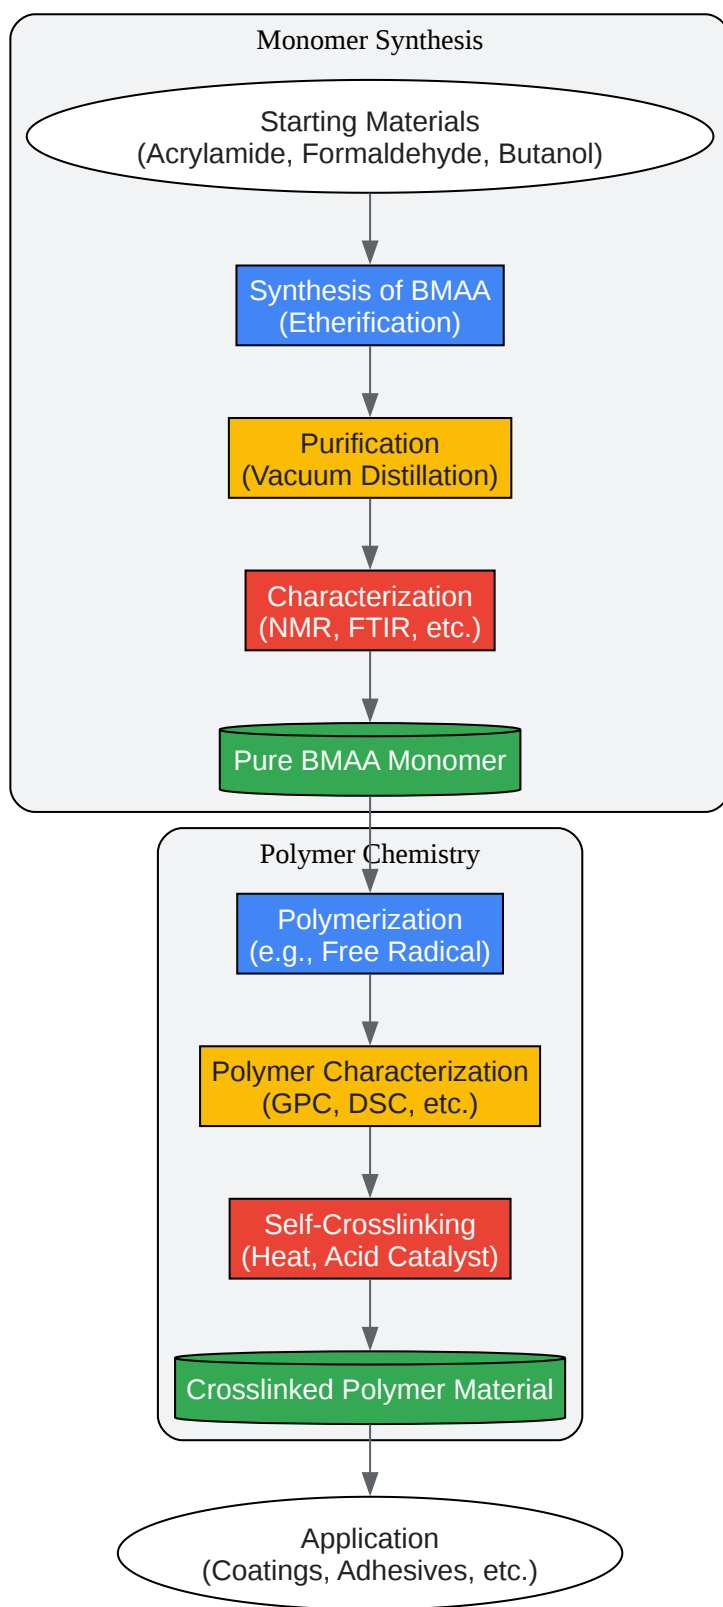 Monomer Synthesis
Starting Materials
(Acrylamide, Formaldehyde, Butanol)
Synthesis of BMAA
(Etherification)
Purification
(Vacuum Distillation)
Characterization
(NMR, FTIR, etc.)
Pure BMAA Monomer
Polymer Chemistry
Polymerization
(e.g., Free Radical)
Polymer Characterization
(GPC, DSC, etc.)
Self-Crosslinking
(Heat, Acid Catalyst)
Crosslinked Polymer Material
Application
(Coatings, Adhesives, etc.)